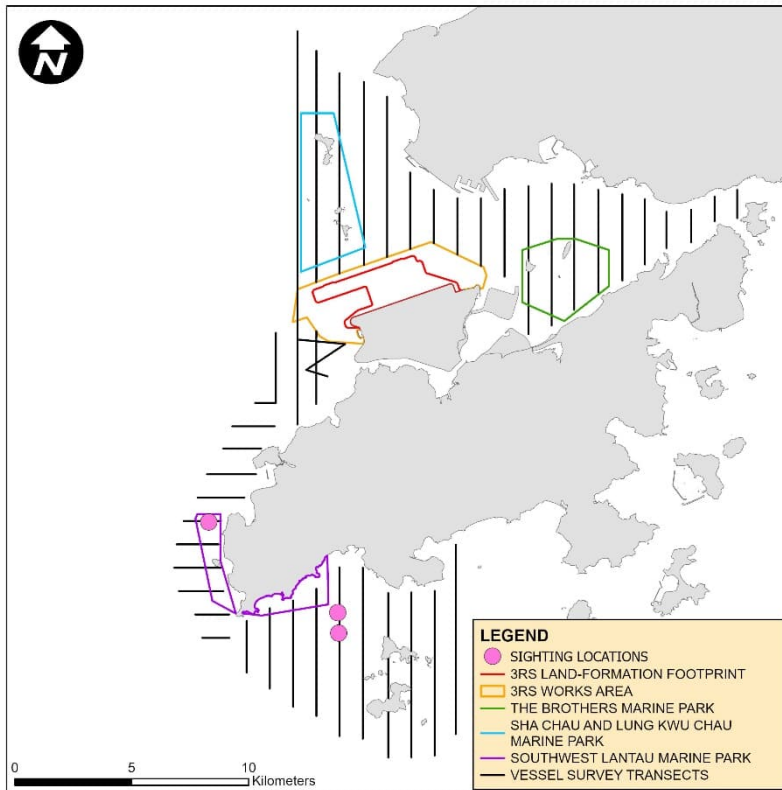 N
LEGEND
SIGHTING LOCATIONS
3RS LAND-FORMATION FOOTPRINT
3RS WORKS AREA
THE BROTHERS MARINE PARK
SHA CHAU AND LUNG KWU CHAU
MARINE PARK
SOUTHWEST LANTAU MARINE PARK
VESSEL SURVEY TRANSECTS
0 5 10
Kilometers